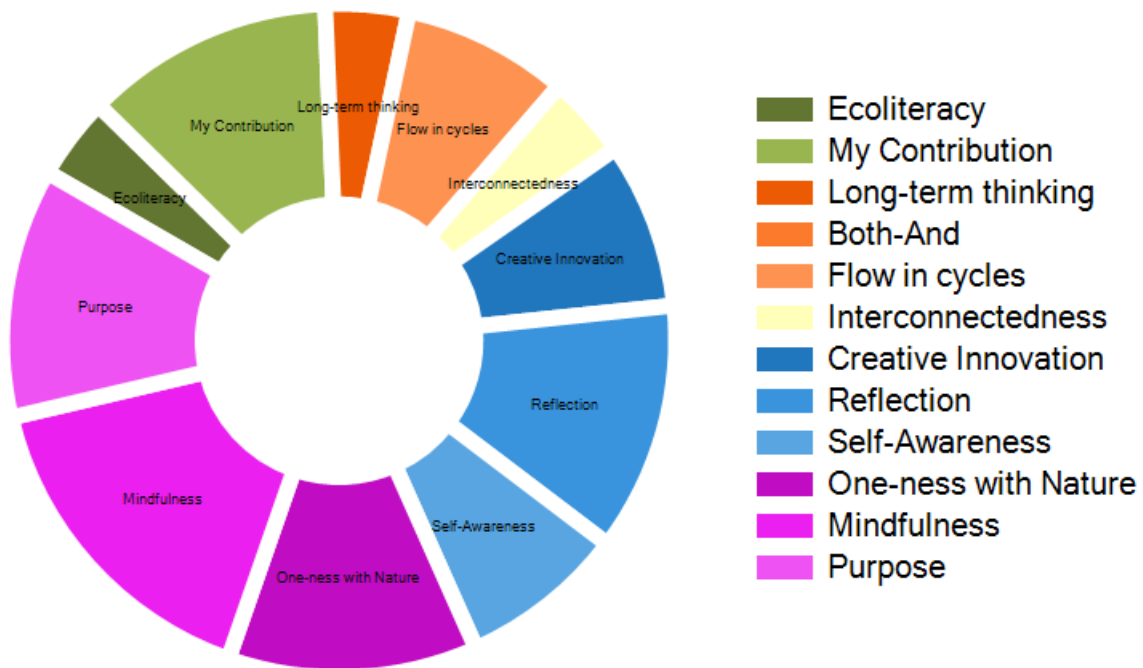 Long-term thinking
My Contribution
Flow in cycles
Interconnectedness
Ecoliteracy
Creative Innovation
Purpose
Reflection
Mindfulness
Self-Awareness
One-ness with Nature
Ecoliteracy
My Contribution
Long-term thinking
Both-And
Flow in cycles
Interconnectedness
Creative Innovation
Reflection
Self-Awareness
One-ness with Nature
Mindfulness
Purpose